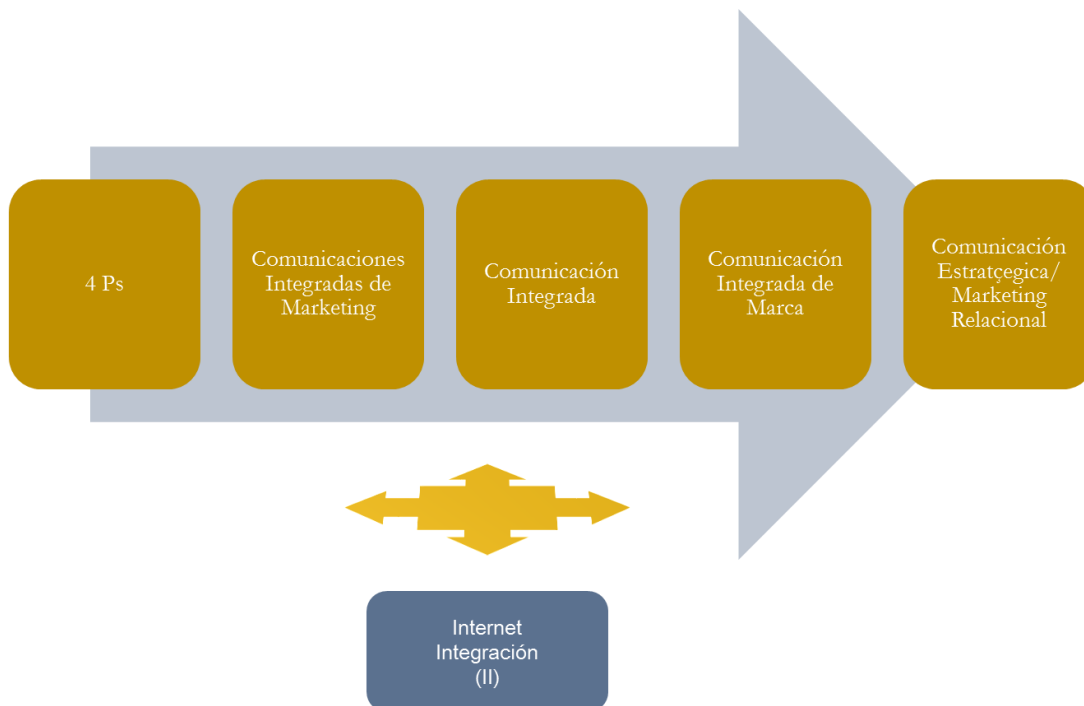 4 Ps
Comunicaciones
Integradas de
Marketing
Comunicación
Integrada
Comunicación
Integrada de
Marca
Comunicación
Estratçegica/
Marketing
Relacional
Internet
Integración
(II)